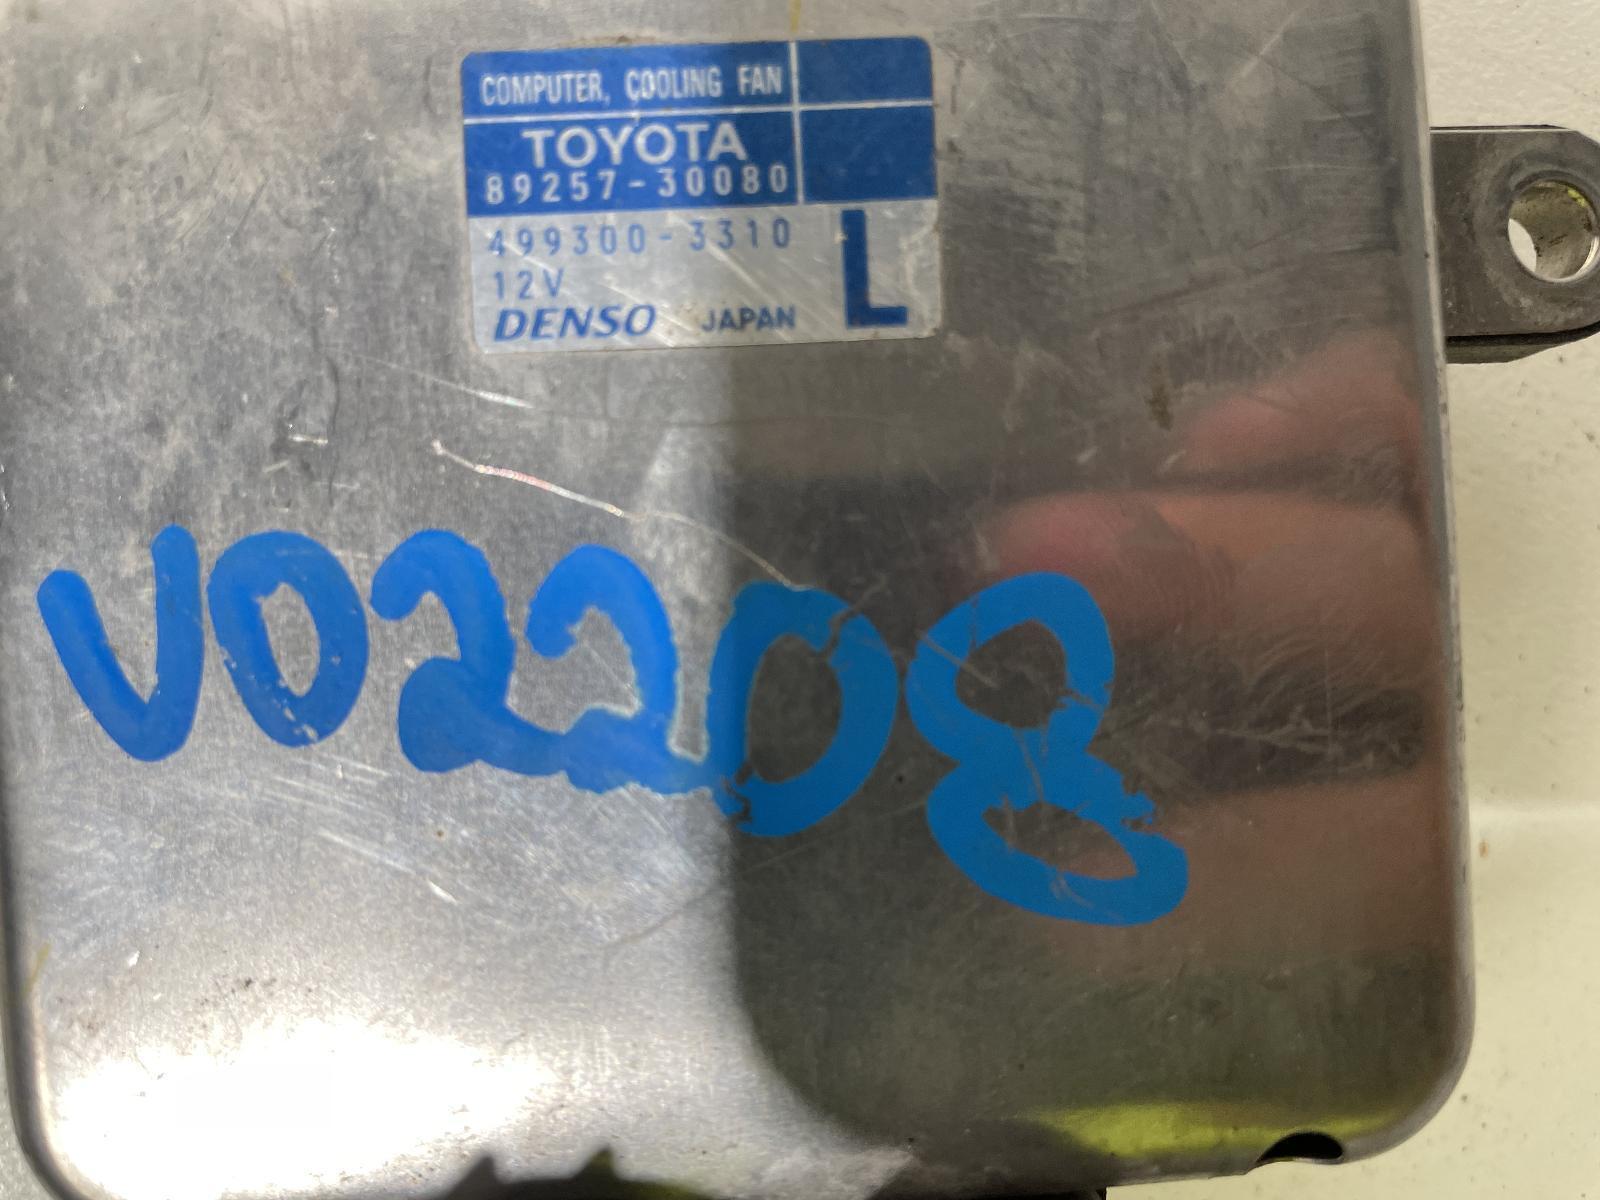 COMPUTER, COOLING FAN
TOYOTA
89257-30080
499300-3310
12V
L
DENSO JAPAN
V02208